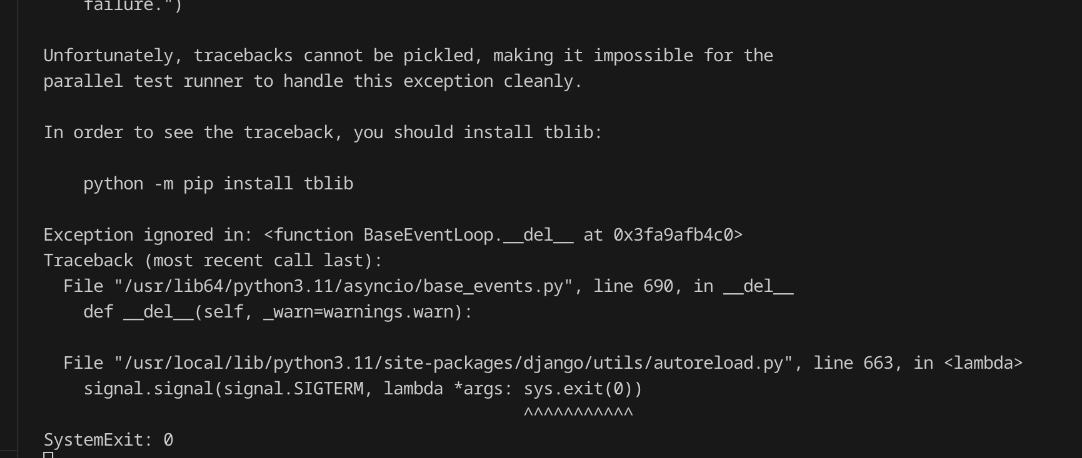 failure.")
Unfortunately, tracebacks cannot be pickled, making it impossible for the
parallel test runner to handle this exception cleanly.
In order to see the traceback, you should install tblib:
python -m pip install tblib
Exception ignored in: <function BaseEventLoop.__del__ at 0x3fa9afb4c0>
Traceback (most recent call last):
File "/usr/lib64/python3.11/asyncio/base_events.py", line 690, in __del__
def __del__(self, _warn=warnings.warn):
File "/usr/local/lib/python3.11/site-packages/django/utils/autoreload.py", line 663, in <lambda>
signal.signal(signal.SIGTERM, lambda *args: sys.exit(0))
^^^^^^^^^^^
SystemExit: 0